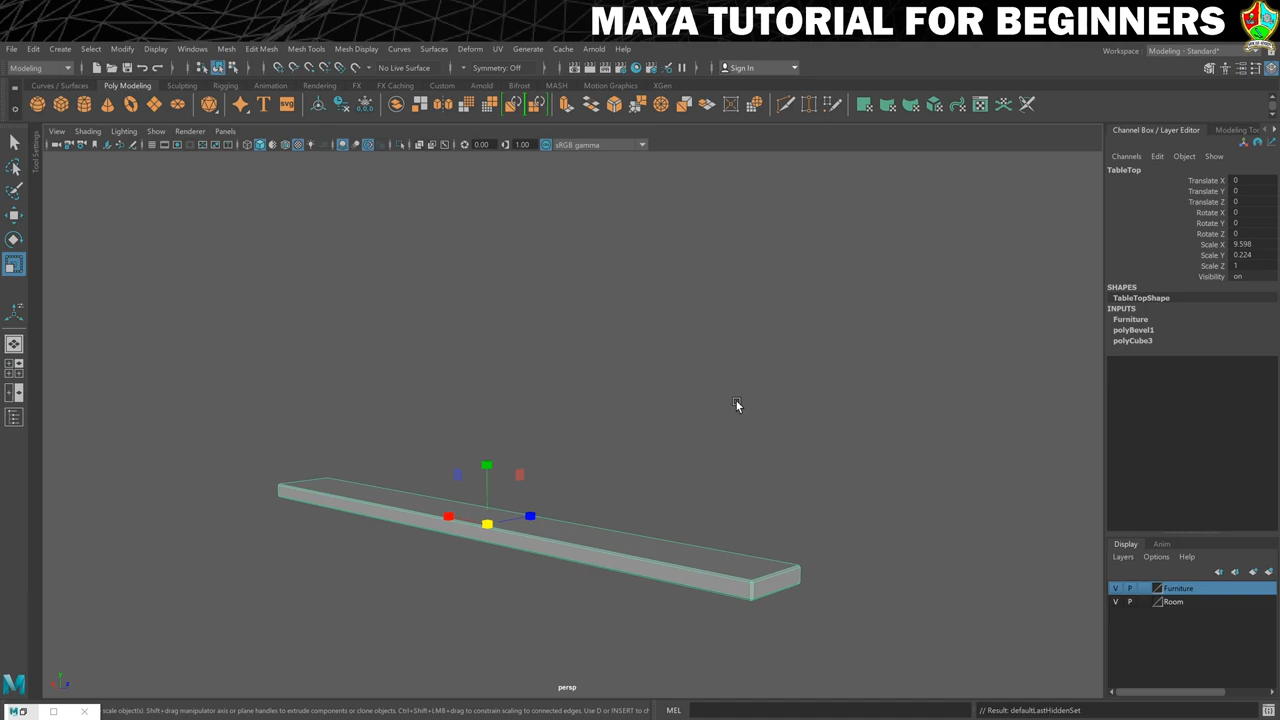 MAYA TUTORIAL FOR BEGINNERS
File Edit Create Select Modify Display Windows Mesh Edit Mesh Mesh Tools Mesh Display Curves Surfaces Deform UV Generate Cache Arnold Help
Workspace: Modeling - Standard*
Modeling No Live Surface Symmetry: Off Sign In
Curves / Surfaces Poly Modeling Sculpting Rigging Animation Rendering FX FX Caching Custom Arnold Bifrost MASH Motion Graphics XGen
View Shading Lighting Show Renderer Panels
0.00 1.00 sRGB gamma
Tool Settings
Channel Box / Layer Editor Modeling To
Channels Edit Object Show
TableTop
Translate X 0
Translate Y 0
Translate Z 0
Rotate X 0
Rotate Y 0
Rotate Z 0
Scale X 9.598
Scale Y 0.224
Scale Z 1
Visibility on
SHAPES
TableTopShape
INPUTS
Furniture
polyBevel1
polyCube3
Display Anim
Layers Options Help
V P Furniture
V P Room
persp
scale object(s). Shift+drag manipulator axis or plane handles to extrude components or clone objects. Ctrl+Shift+LMB+drag to constrain scaling to connected edges. Use D or INSERT to ch
MEL
// Result: defaultLastHiddenSet